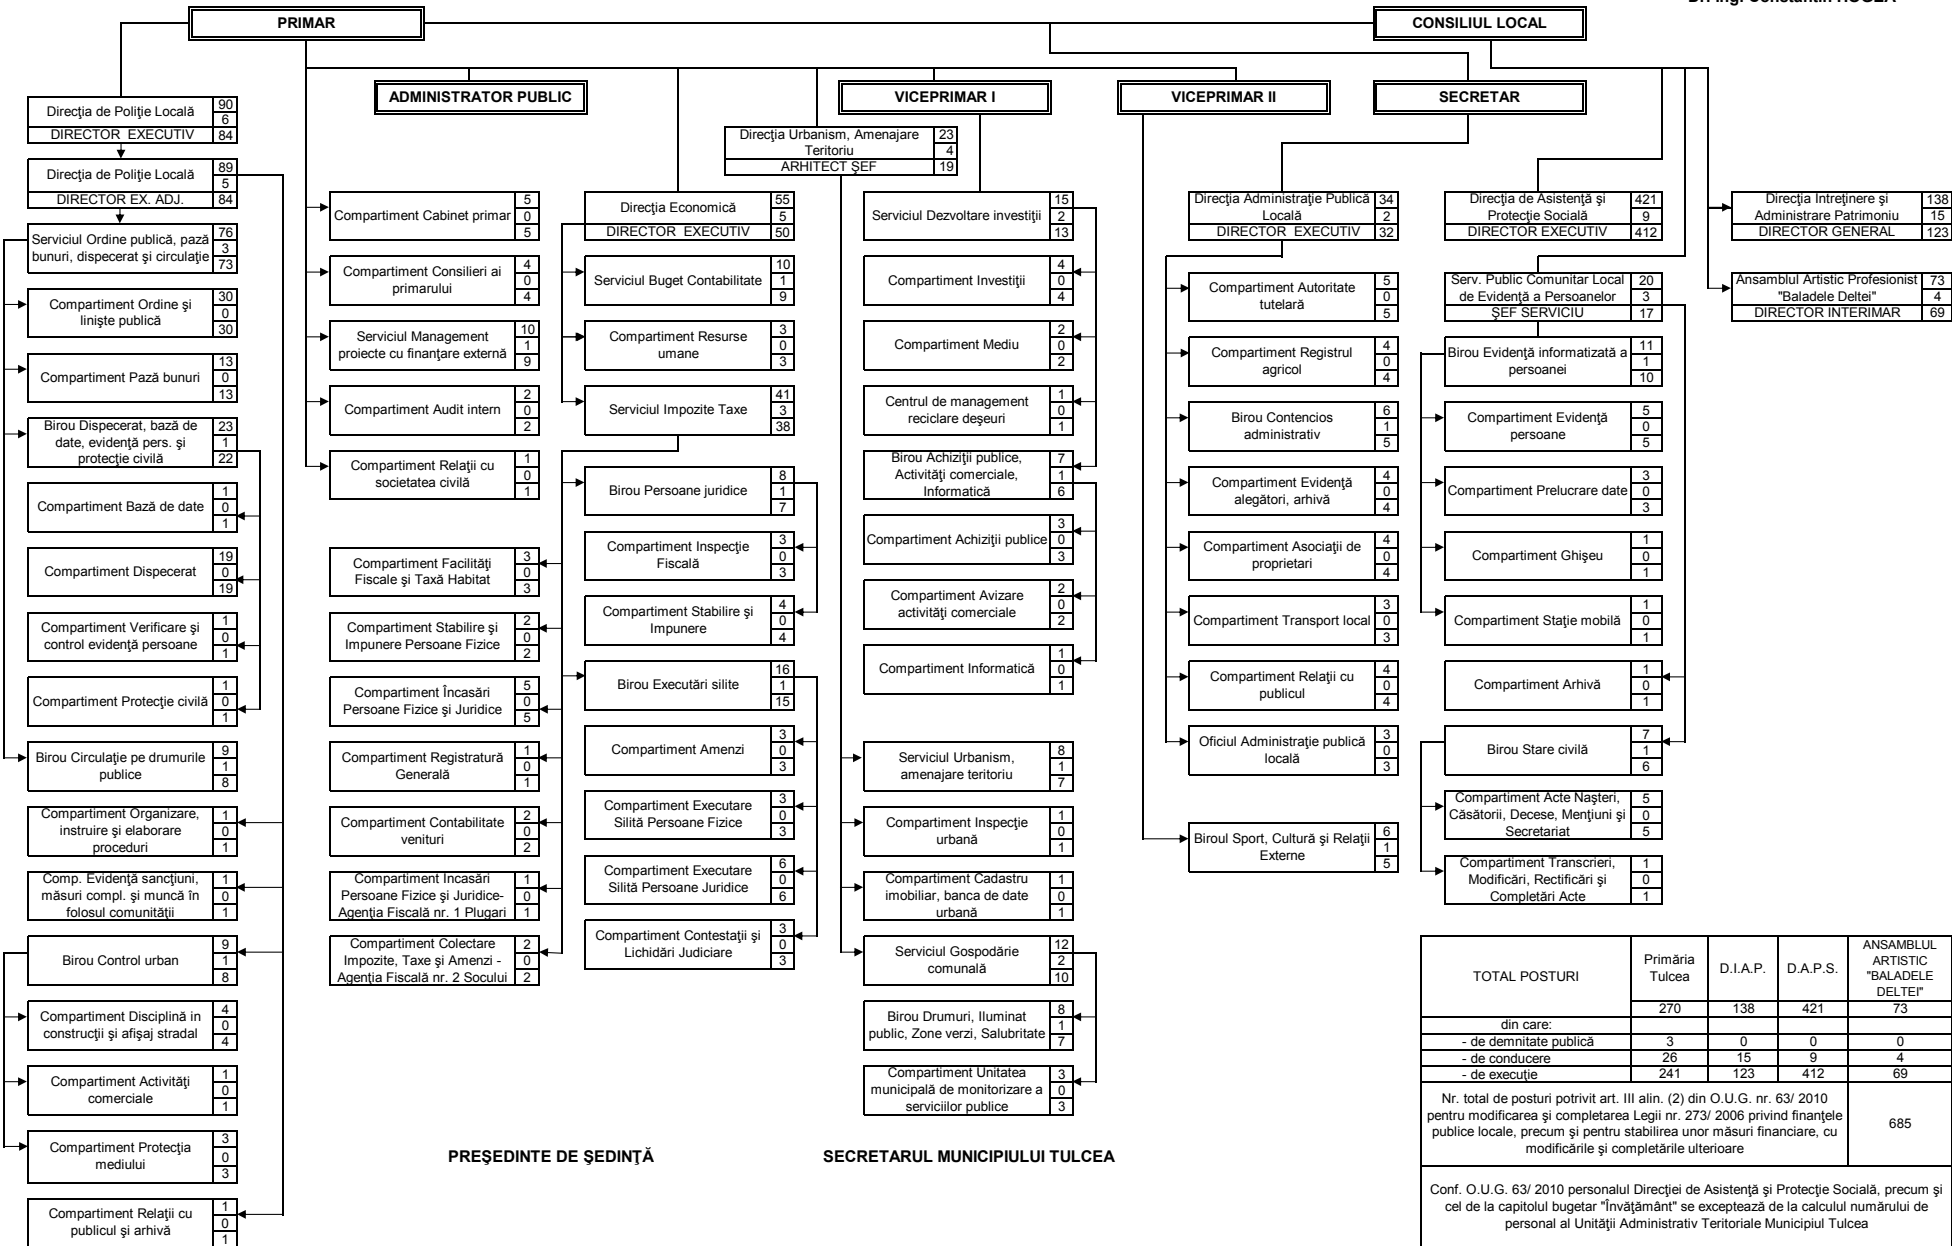 Dr. ing. Constantin HOGEA
PRIMAR
CONSILIUL LOCAL
ADMINISTRATOR PUBLIC
VICEPRIMAR I
VICEPRIMAR II
SECRETAR
Direcţia de Poliţie Locală
90
6
DIRECTOR EXECUTIV 84
Direcţia de Poliţie Locală
89
5
DIRECTOR EX. ADJ. 84
Serviciul Ordine publică, pază
bunuri, dispecerat şi circulaţie
76
3
73
Compartiment Ordine şi
linişte publică
30
0
30
Compartiment Pază bunuri
13
0
13
Birou Dispecerat, bază de
date, evidenţă pers. şi
protecţie civilă
23
1
22
Compartiment Bază de date
1
0
1
Compartiment Dispecerat
19
0
19
Compartiment Verificare şi
control evidenţă persoane
1
0
1
Compartiment Protecţie civilă
1
0
1
Birou Circulaţie pe drumurile
publice
9
1
8
Compartiment Organizare,
instruire şi elaborare
proceduri
1
0
1
Comp. Evidenţă sancţiuni,
măsuri compl. şi muncă în
folosul comunităţii
1
0
1
Birou Control urban
9
1
8
Compartiment Disciplină in
construcţii şi afişaj stradal
4
0
4
Compartiment Activităţi
comerciale
1
0
1
Compartiment Protecţia
mediului
3
0
3
Compartiment Relaţii cu
publicul şi arhivă
1
0
1
Compartiment Cabinet primar
5
0
5
Compartiment Consilieri ai
primarului
4
0
4
Serviciul Management
proiecte cu finanţare externă
10
1
9
Compartiment Audit intern
2
0
2
Compartiment Relaţii cu
societatea civilă
1
0
1
Compartiment Facilităţi
Fiscale şi Taxă Habitat
3
0
3
Compartiment Stabilire şi
Impunere Persoane Fizice
2
0
2
Compartiment Încasări
Persoane Fizice şi Juridice
5
0
5
Compartiment Registratură
Generală
1
0
1
Compartiment Contabilitate
venituri
2
0
2
Compartiment Incasări
Persoane Fizice şi Juridice-
Agenţia Fiscală nr. 1 Plugari
1
0
1
Compartiment Colectare
Impozite, Taxe şi Amenzi -
Agenţia Fiscală nr. 2 Socului
2
0
2
Direcţia Economică
55
5
DIRECTOR EXECUTIV 50
Serviciul Buget Contabilitate
10
1
9
Compartiment Resurse
umane
3
0
3
Serviciul Impozite Taxe
41
3
38
Birou Persoane juridice
8
1
7
Compartiment Inspecţie
Fiscală
3
0
3
Compartiment Stabilire şi
Impunere
4
0
4
Birou Executări silite
16
1
15
Compartiment Amenzi
3
0
3
Compartiment Executare
Silită Persoane Fizice
3
0
3
Compartiment Executare
Silită Persoane Juridice
6
0
6
Compartiment Contestaţii şi
Lichidări Judiciare
3
0
3
Direcţia Urbanism, Amenajare
Teritoriu
23
4
ARHITECT ŞEF 19
Serviciul Dezvoltare investiţii
15
2
13
Compartiment Investiţii
4
0
4
Compartiment Mediu
2
0
2
Centrul de management
reciclare deşeuri
1
0
1
Birou Achiziţii publice,
Activităţi comerciale,
Informatică
7
1
6
Compartiment Achiziţii publice
3
0
3
Compartiment Avizare
activităţi comerciale
2
0
2
Compartiment Informatică
1
0
1
Serviciul Urbanism,
amenajare teritoriu
8
1
7
Compartiment Inspecţie
urbană
1
0
1
Compartiment Cadastru
imobiliar, banca de date
urbană
1
0
1
Serviciul Gospodărie
comunală
12
2
10
Birou Drumuri, Iluminat
public, Zone verzi, Salubritate
8
1
7
Compartiment Unitatea
municipală de monitorizare a
serviciilor publice
3
0
3
Direcţia Administraţie Publică
Locală
34
2
DIRECTOR EXECUTIV 32
Compartiment Autoritate
tutelară
5
0
5
Compartiment Registrul
agricol
4
0
4
Birou Contencios
administrativ
6
1
5
Compartiment Evidenţă
alegători, arhivă
4
0
4
Compartiment Asociaţii de
proprietari
4
0
4
Compartiment Transport local
3
0
3
Compartiment Relaţii cu
publicul
4
0
4
Oficiul Administraţie publică
locală
3
0
3
Biroul Sport, Cultură şi Relaţii
Externe
6
1
5
Direcţia de Asistenţă şi
Protecţie Socială
421
9
DIRECTOR EXECUTIV 412
Serv. Public Comunitar Local
de Evidenţă a Persoanelor
20
3
ŞEF SERVICIU 17
Birou Evidenţă informatizată a
persoanei
11
1
10
Compartiment Evidenţă
persoane
5
0
5
Compartiment Prelucrare date
3
0
3
Compartiment Ghişeu
1
0
1
Compartiment Staţie mobilă
1
0
1
Compartiment Arhivă
1
0
1
Birou Stare civilă
7
1
6
Compartiment Acte Naşteri,
Căsătorii, Decese, Menţiuni şi
Secretariat
5
0
5
Compartiment Transcrieri,
Modificări, Rectificări şi
Completări Acte
1
0
1
Direcţia Intreţinere şi
Administrare Patrimoniu
138
15
DIRECTOR GENERAL 123
Ansamblul Artistic Profesionist
"Baladele Deltei"
73
4
DIRECTOR INTERIMAR 69
TOTAL POSTURI
Primăria
Tulcea
D.I.A.P.
D.A.P.S.
ANSAMBLUL
ARTISTIC
"BALADELE
DELTEI"
270 138 421 73
din care:
- de demnitate publică 3 0 0 0
- de conducere 26 15 9 4
- de execuţie 241 123 412 69
Nr. total de posturi potrivit art. III alin. (2) din O.U.G. nr. 63/ 2010
pentru modificarea şi completarea Legii nr. 273/ 2006 privind finanţele
publice locale, precum şi pentru stabilirea unor măsuri financiare, cu
modificările şi completările ulterioare
685
Conf. O.U.G. 63/ 2010 personalul Direcţiei de Asistenţă şi Protecţie Socială, precum şi
cel de la capitolul bugetar "Învăţământ" se exceptează de la calculul numărului de
personal al Unităţii Administrativ Teritoriale Municipiul Tulcea
PREŞEDINTE DE ŞEDINŢĂ
SECRETARUL MUNICIPIULUI TULCEA